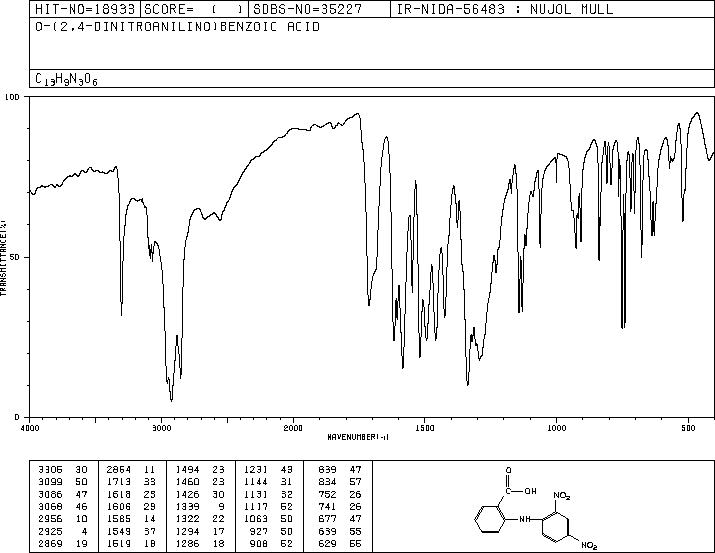 HIT-NO=18933 SCORE= ( ) SDBS-NO=35227 IR-NIDA-56483 : NUJOL MULL
O-(2,4-DINITROANILINO)BENZOIC ACID
C13H9N3O6
100
50
0
TRANSMITTANCE(%)
4000 3000 2000 1500 1000 500
WAVENUMBER(-1)
3305 30 2854 11 1494 23 1231 43 839 47
3099 50 1713 33 1460 23 1144 31 834 57
3086 47 1618 23 1426 30 1131 32 752 26
3068 46 1606 29 1339 9 1117 52 741 26
2956 10 1585 14 1322 22 1063 50 677 47
2925 4 1549 37 1294 17 927 50 639 55
2869 19 1519 18 1286 18 908 52 629 55
O
C OH
NO2
NH
NO2